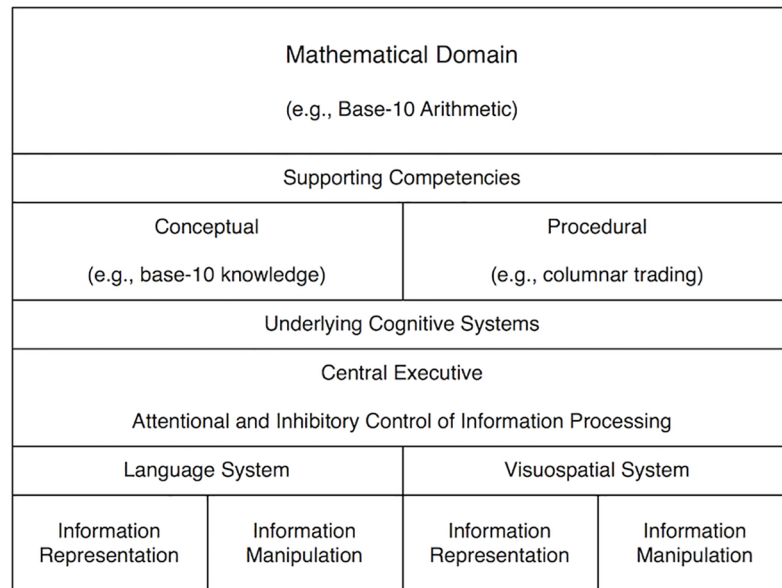 Mathematical Domain
(e.g., Base-10 Arithmetic)
Supporting Competencies
Conceptual
(e.g., base-10 knowledge)
Procedural
(e.g., columnar trading)
Underlying Cognitive Systems
Central Executive
Attentional and Inhibitory Control of Information Processing
Language System
Visuospatial System
Information
Representation
Information
Manipulation
Information
Representation
Information
Manipulation